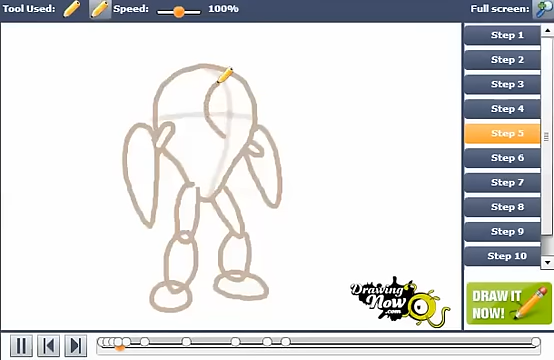 Tool Used: Speed: 100% Full screen:
Step 1
Step 2
Step 3
Step 4
Step 5
Step 6
Step 7
Step 8
Step 9
Step 10
Drawing
Now
.com
DRAW IT
NOW!